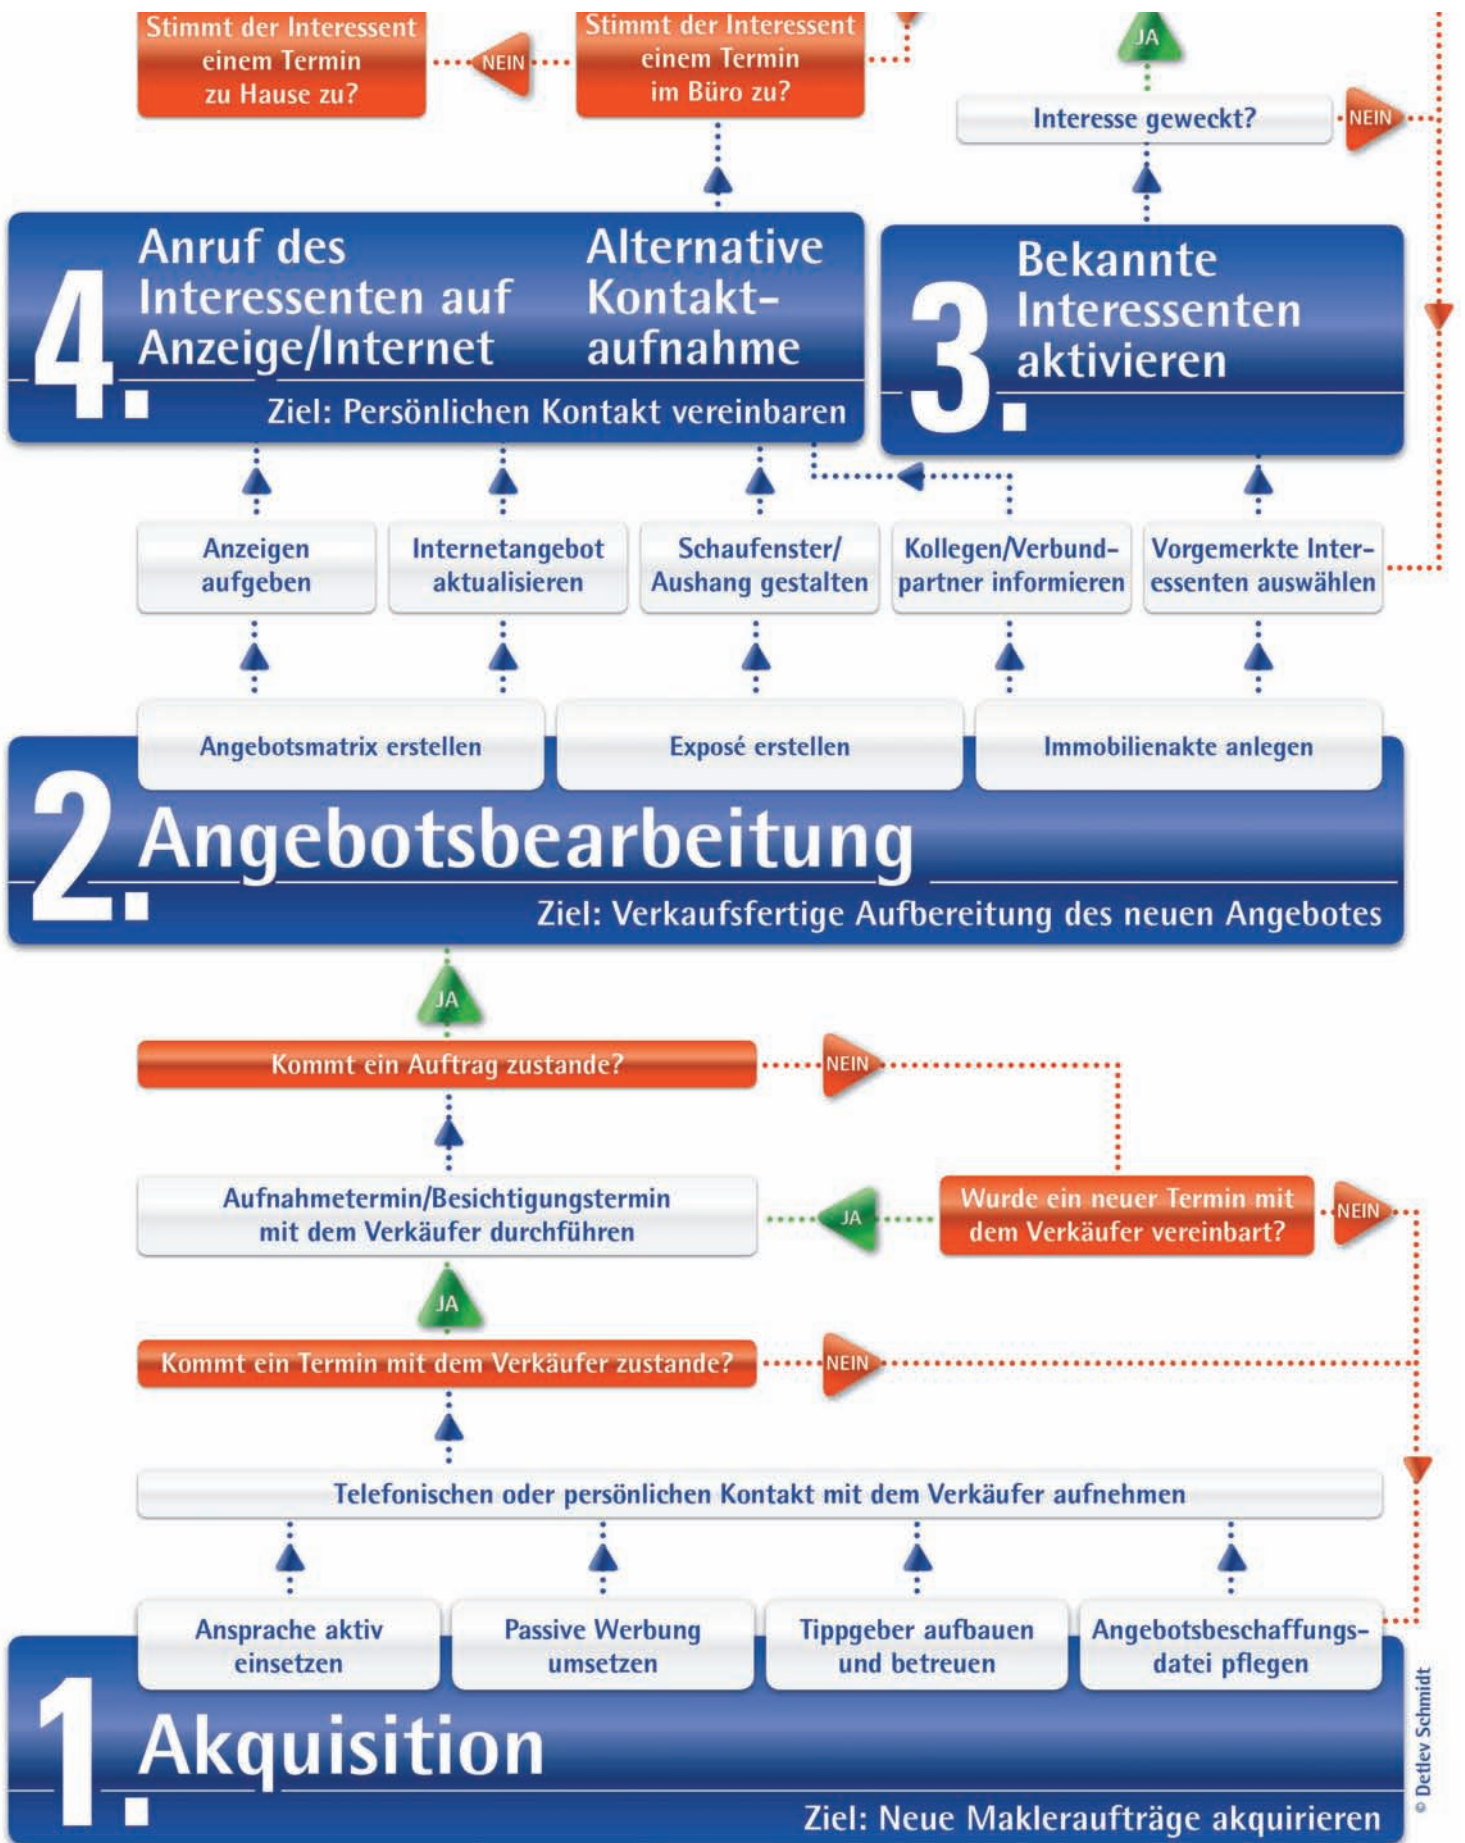 Stimmt der Interessent
einem Termin
zu Hause zu?
NEIN
Stimmt der Interessent
einem Termin
im Büro zu?
JA
Interesse geweckt?
NEIN
4.
Anruf des
Interessenten auf
Anzeige/Internet
Alternative
Kontakt-
aufnahme
Ziel: Persönlichen Kontakt vereinbaren
3.
Bekannte
Interessenten
aktivieren
Anzeigen
aufgeben
Internetangebot
aktualisieren
Schaufenster/
Aushang gestalten
Kollegen/Verbund-
partner informieren
Vorgemerkte Inter-
essenten auswählen
Angebotsmatrix erstellen
Exposé erstellen
Immobilienakte anlegen
2.
Angebotsbearbeitung
Ziel: Verkaufsfertige Aufbereitung des neuen Angebotes
JA
Kommt ein Auftrag zustande?
NEIN
Aufnahmetermin/Besichtigungstermin
mit dem Verkäufer durchführen
JA
Wurde ein neuer Termin mit
dem Verkäufer vereinbart?
NEIN
JA
Kommt ein Termin mit dem Verkäufer zustande?
NEIN
Telefonischen oder persönlichen Kontakt mit dem Verkäufer aufnehmen
Ansprache aktiv
einsetzen
Passive Werbung
umsetzen
Tippgeber aufbauen
und betreuen
Angebotsbeschaffungs-
datei pflegen
1.
Akquisition
Ziel: Neue Makleraufträge akquirieren
© Detlev Schmidt